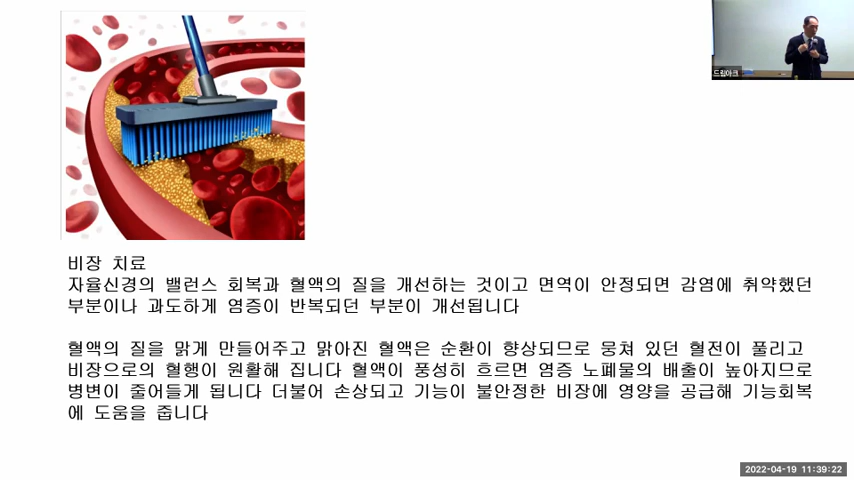 드림아크
비장 치료
자율신경의 밸런스 회복과 혈액의 질을 개선하는 것이고 면역이 안정되면 감염에 취약했던
부분이나 과도하게 염증이 반복되던 부분이 개선됩니다
혈액의 질을 맑게 만들어주고 맑아진 혈액은 순환이 향상되므로 뭉쳐 있던 혈전이 풀리고
비장으로의 혈행이 원활해 집니다 혈액이 풍성히 흐르면 염증 노폐물의 배출이 높아지므로
병변이 줄어들게 됩니다 더불어 손상되고 기능이 불안정한 비장에 영양을 공급해 기능회복
에 도움을 줍니다
2022-04-19 11:39:22